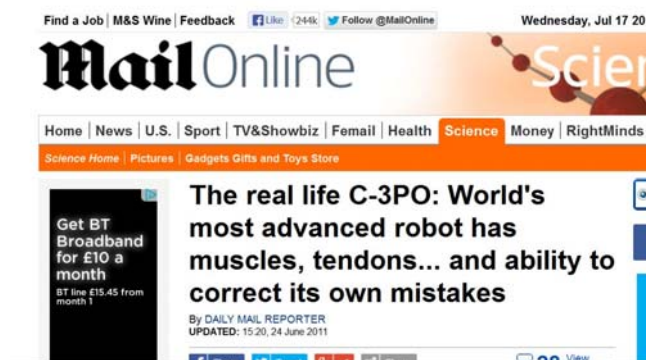 Find a Job | M&S Wine | Feedback Like 244k Follow @MailOnline Wednesday, Jul 17 20
Mail Online Scie
Home | News | U.S. | Sport | TV&Showbiz | Femail | Health Science Money | RightMinds
Science Home | Pictures | Gadgets Gifts and Toys Store
The real life C-3PO: World's
most advanced robot has
muscles, tendons... and ability to
correct its own mistakes
By DAILY MAIL REPORTER
UPDATED: 15:20, 24 June 2011
Get BT
Broadband
for £10 a
month
BT line £15.45 from
month 1
View